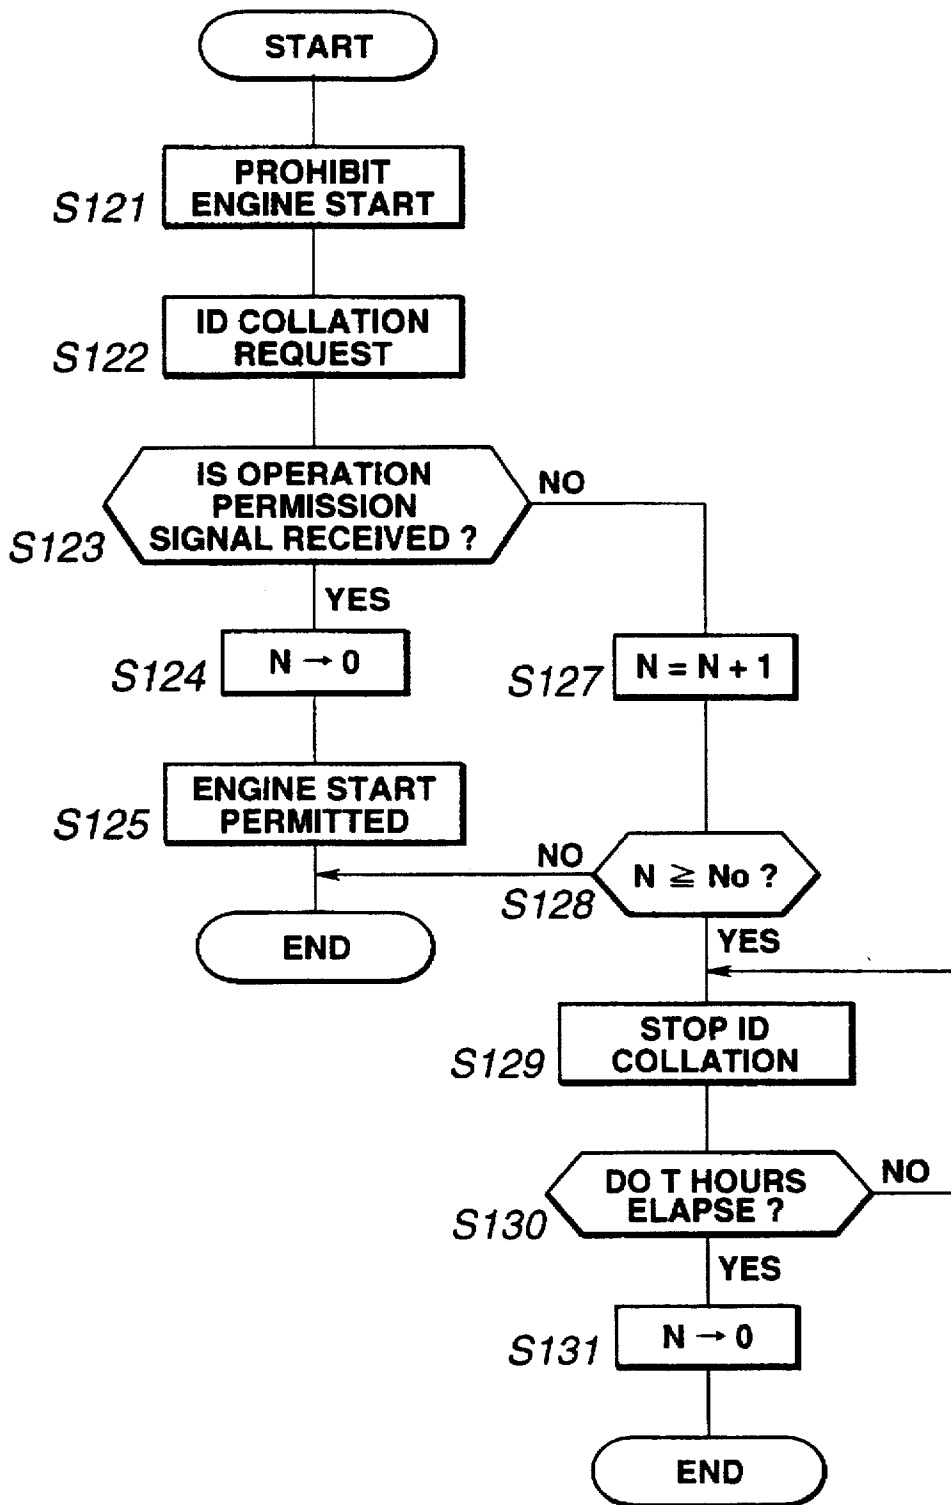 START
PROHIBIT
ENGINE START
S121
ID COLLATION
REQUEST
S122
IS OPERATION
PERMISSION
SIGNAL RECEIVED ?
S123
NO
YES
N → 0
S124
N = N + 1
S127
ENGINE START
PERMITTED
S125
N ≧ No ?
S128
NO
YES
END
STOP ID
COLLATION
S129
DO T HOURS
ELAPSE ?
S130
NO
YES
N → 0
S131
END